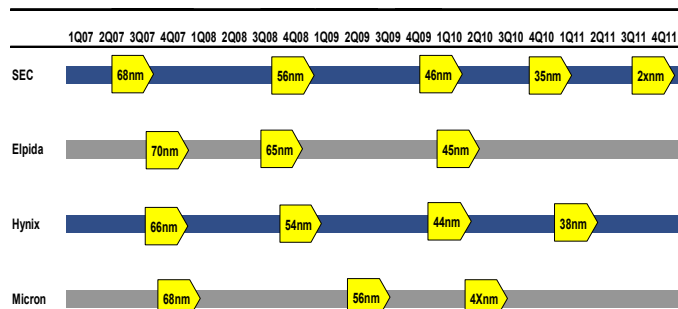 1Q07 2Q07 3Q07 4Q07 1Q08 2Q08 3Q08 4Q08 1Q09 2Q09 3Q09 4Q09 1Q10 2Q10 3Q10 4Q10 1Q11 2Q11 3Q11 4Q11
SEC 68nm 56nm 46nm 35nm 2xnm
Elpida 70nm 65nm 45nm
Hynix 66nm 54nm 44nm 38nm
Micron 68nm 56nm 4Xnm